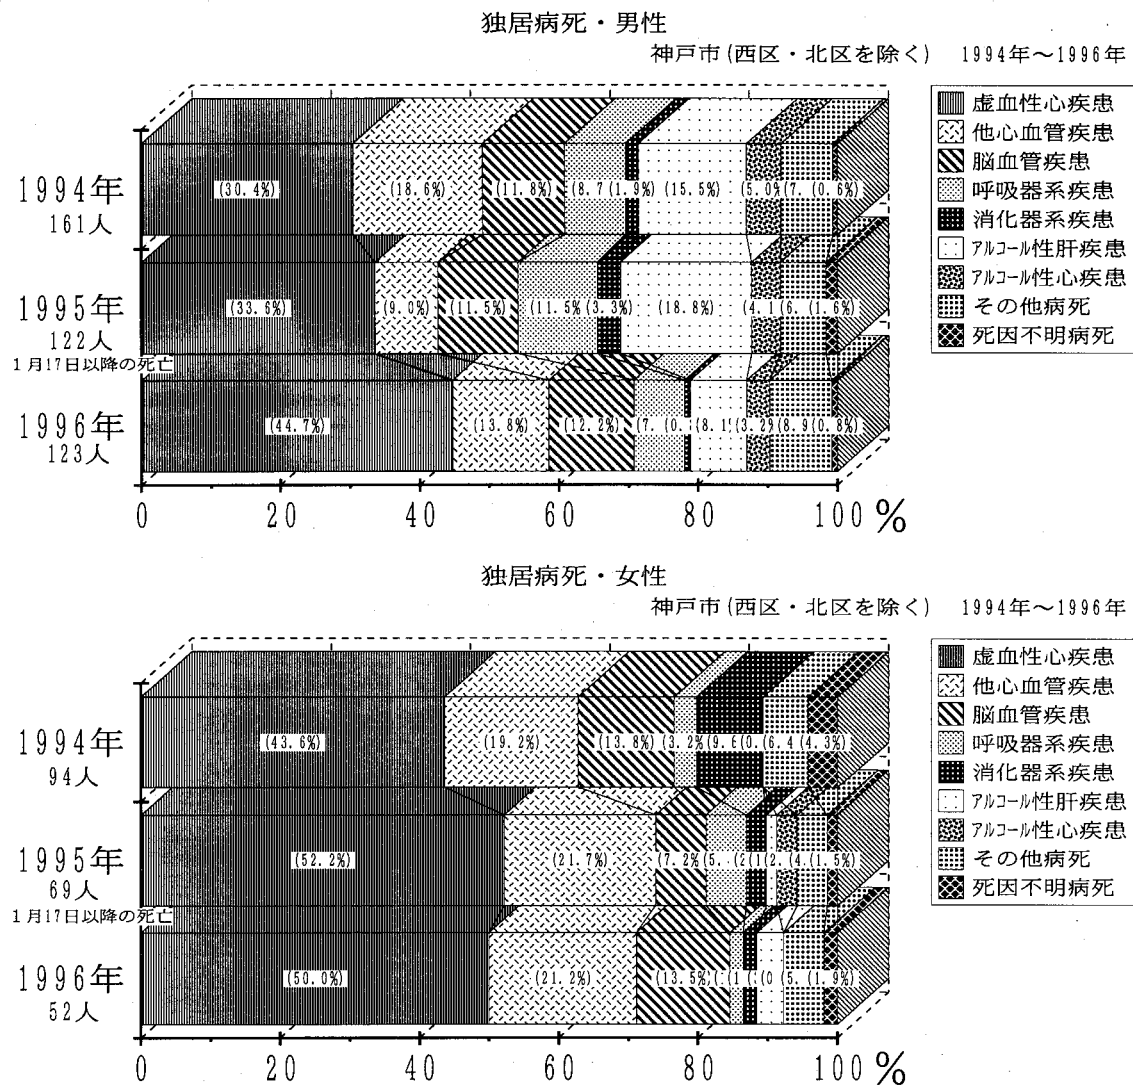 独居病死・男性
神戸市(西区・北区を除く) 1994年〜1996年
虚血性心疾患
他心血管疾患
脳血管疾患
呼吸器系疾患
消化器系疾患
アルコール性肝疾患
アルコール性心疾患
その他病死
死因不明病死
1994年
161人
(30.4%) (18.6%) (11.8%) (8.7 (1.9%) (15.5%) (5.0% (7. (0.6%)
1995年
122人
(33.6%) (9.0%) (11.5%) (11.5% (3.3%) (18.8%) (4.1 (6. (1.6%)
1月17日以降の死亡
1996年
123人
(44.7%) (13.8%) (12.2%) (7. (0. (8.1 (3.2% (8.9 (0.8%)
0 20 40 60 80 100 %
独居病死・女性
神戸市(西区・北区を除く) 1994年〜1996年
虚血性心疾患
他心血管疾患
脳血管疾患
呼吸器系疾患
消化器系疾患
アルコール性肝疾患
アルコール性心疾患
その他病死
死因不明病死
1994年
94人
(43.6%) (19.2%) (13.8%) (3.2% (9.6 (0. (6.4 (4.3%)
1995年
69人
(52.2%) (21.7%) (7.2% (5. (2 (1 (2. (4. (1.5%)
1月17日以降の死亡
1996年
52人
(50.0%) (21.2%) (13.5%) (1 (0 (5. (1.9%)
0 20 40 60 80 100 %